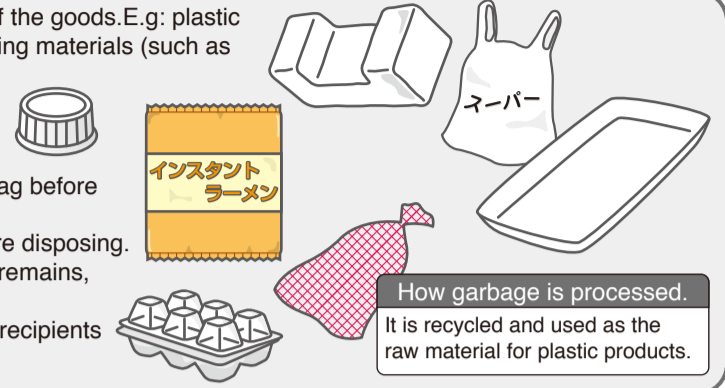 f the goods.E.g: plastic
ing materials (such as
スーパー
インスタント
ラーメン
ag before
re disposing.
remains,
recipients
How garbage is processed.
It is recycled and used as the
raw material for plastic products.